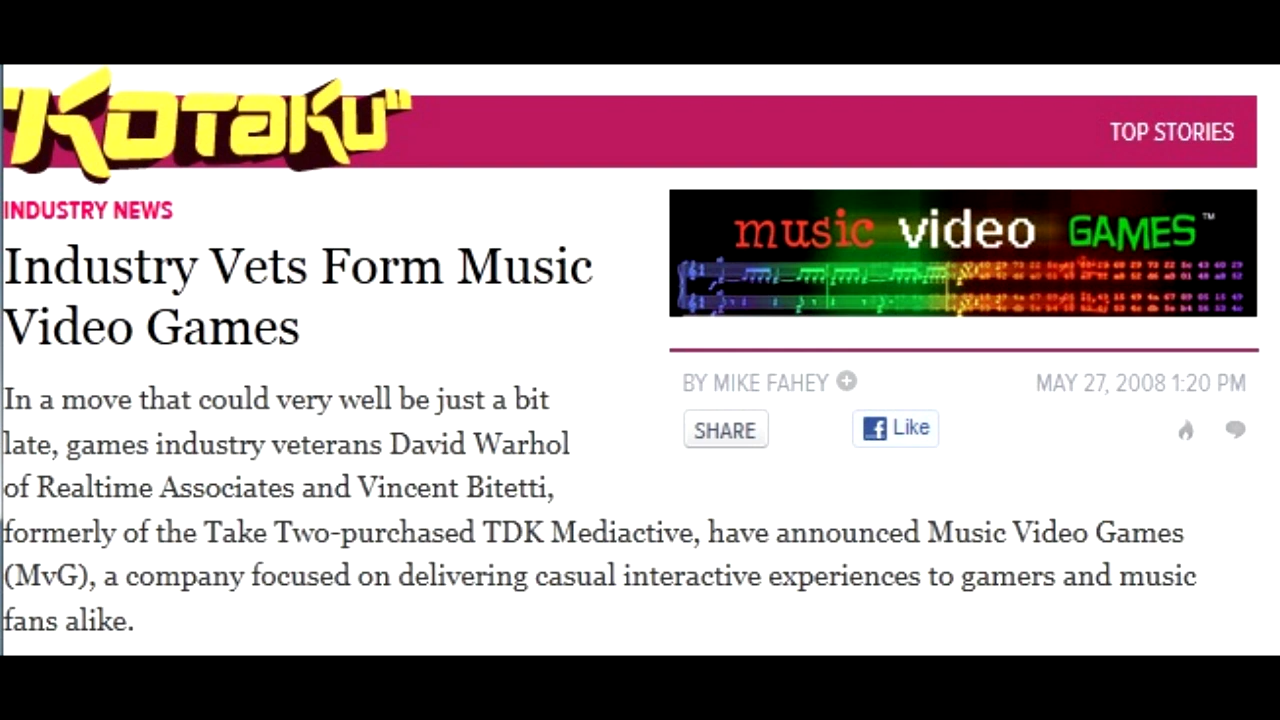 "KOTAKU"
TOP STORIES
INDUSTRY NEWS
Industry Vets Form Music
Video Games
music video GAMES™
BY MIKE FAHEY
MAY 27, 2008 1:20 PM
SHARE
Like
In a move that could very well be just a bit
late, games industry veterans David Warhol
of Realtime Associates and Vincent Bitetti,
formerly of the Take Two-purchased TDK Mediactive, have announced Music Video Games
(MvG), a company focused on delivering casual interactive experiences to gamers and music
fans alike.